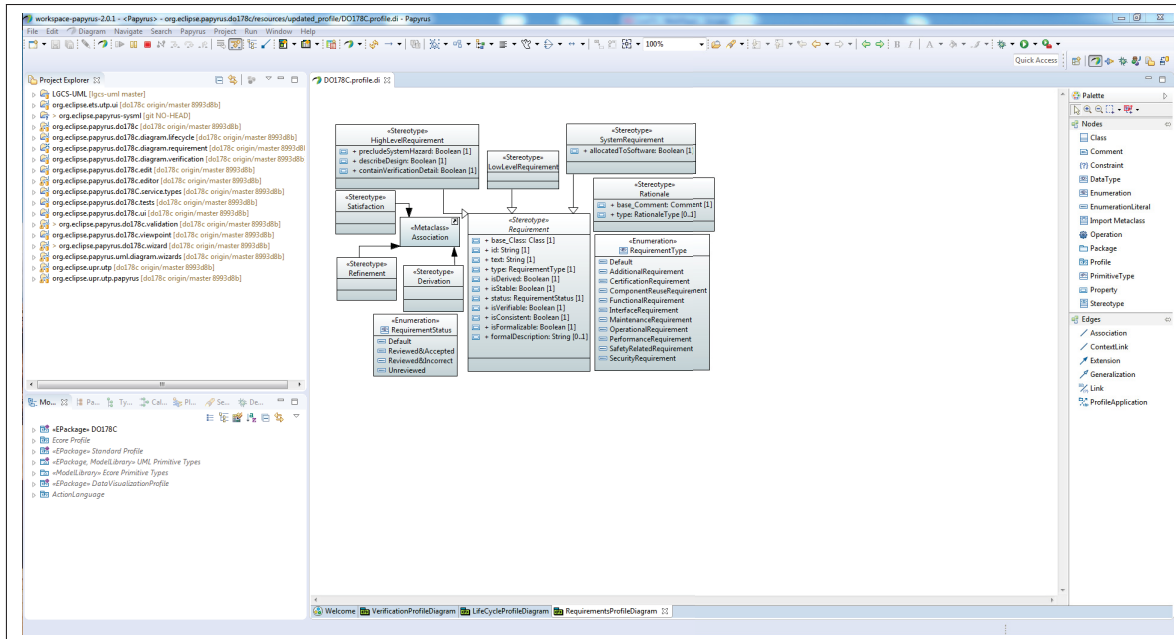 workspace-papyrus-2.0.1 - <Papyrus> - org.eclipse.papyrus.do178c/resources/updated_profile/DO178C.profile.di - Papyrus
File Edit Diagram Navigate Search Papyrus Project Run Window Help
100%
Quick Access
Project Explorer
LGCS-UML [lgcs-uml master]
org.eclipse.ets.utp.ui [do178c origin/master 8993d8b]
> org.eclipse.papyrus-sysml [git NO-HEAD]
org.eclipse.papyrus.do178c [do178c origin/master 8993d8b]
org.eclipse.papyrus.do178c.diagram.lifecycle [do178c origin/master 8993d8b]
org.eclipse.papyrus.do178c.diagram.requirement [do178c origin/master 8993d8b]
org.eclipse.papyrus.do178c.diagram.verification [do178c origin/master 8993d8b
org.eclipse.papyrus.do178c.edit [do178c origin/master 8993d8b]
org.eclipse.papyrus.do178c.editor [do178c origin/master 8993d8b]
org.eclipse.papyrus.do178C.service.types [do178c origin/master 8993d8b]
org.eclipse.papyrus.do178c.tests [do178c origin/master 8993d8b]
org.eclipse.papyrus.do178c.ui [do178c origin/master 8993d8b]
> org.eclipse.papyrus.do178c.validation [do178c origin/master 8993d8b]
org.eclipse.papyrus.do178c.viewpoint [do178c origin/master 8993d8b]
> org.eclipse.papyrus.do178c.wizard [do178c origin/master 8993d8b]
org.eclipse.papyrus.uml.diagram.wizards [do178c origin/master 8993d8b]
org.eclipse.upr.utp [do178c origin/master 8993d8b]
org.eclipse.upr.utp.papyrus [do178c origin/master 8993d8b]
Mo... Pa... Ty... Cal... Pl... Se... De...
«EPackage» DO178C
Ecore Profile
«EPackage» Standard Profile
«EPackage, ModelLibrary» UML Primitive Types
«ModelLibrary» Ecore Primitive Types
«EPackage» DataVisualizationProfile
ActionLanguage
DO178C.profile.di
«Stereotype»
HighLevelRequirement
+ precludeSystemHazard: Boolean [1]
+ describeDesign: Boolean [1]
+ containVerificationDetail: Boolean [1]
«Stereotype»
LowLevelRequirement
«Stereotype»
SystemRequirement
+ allocatedToSoftware: Boolean [1]
«Stereotype»
Rationale
+ base_Comment: Comment [1]
+ type: RationaleType [0..1]
«Stereotype»
Satisfaction
«Metaclass»
Association
«Stereotype»
Refinement
«Stereotype»
Derivation
«Stereotype»
Requirement
+ base_Class: Class [1]
+ id: String [1]
+ text: String [1]
+ type: RequirementType [1]
+ isDerived: Boolean [1]
+ isStable: Boolean [1]
+ status: RequirementStatus [1]
+ isVerifiable: Boolean [1]
+ isConsistent: Boolean [1]
+ isFormalizable: Boolean [1]
+ formalDescription: String [0..1]
«Enumeration»
RequirementType
Default
AdditionalRequirement
CertificationRequirement
ComponentReuseRequirement
FunctionalRequirement
InterfaceRequirement
MaintenanceRequirement
OperationalRequirement
PerformanceRequirement
SafetyRelatedRequirement
SecurityRequirement
«Enumeration»
RequirementStatus
Default
Reviewed&Accepted
Reviewed&Incorrect
Unreviewed
Welcome VerificationProfileDiagram LifeCycleProfileDiagram RequirementsProfileDiagram
Palette
Nodes
Class
Comment
Constraint
DataType
Enumeration
EnumerationLiteral
Import Metaclass
Operation
Package
Profile
PrimitiveType
Property
Stereotype
Edges
Association
ContextLink
Extension
Generalization
Link
ProfileApplication